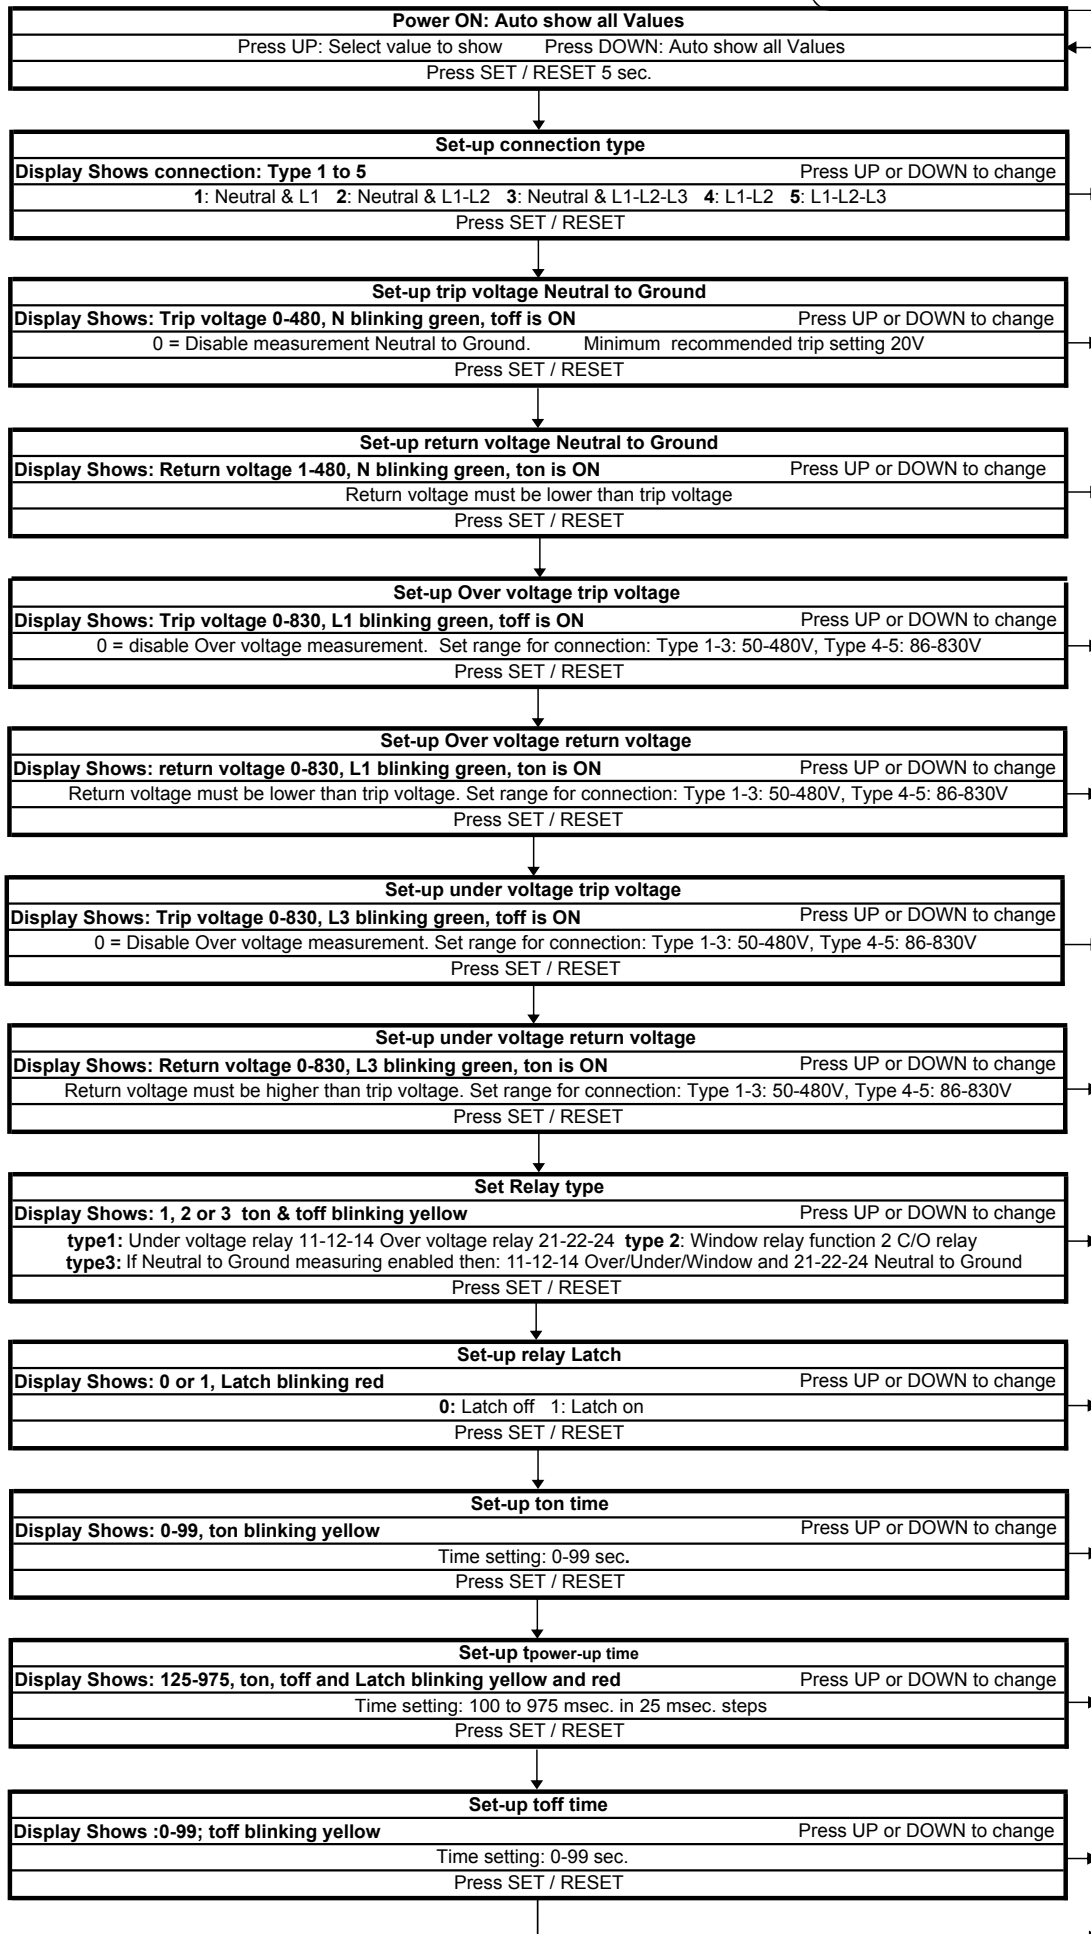 Power ON: Auto show all Values
Press UP: Select value to show Press DOWN: Auto show all Values
Press SET / RESET 5 sec.
Set-up connection type
Display Shows connection: Type 1 to 5 Press UP or DOWN to change
1: Neutral & L1 2: Neutral & L1-L2 3: Neutral & L1-L2-L3 4: L1-L2 5: L1-L2-L3
Press SET / RESET
Set-up trip voltage Neutral to Ground
Display Shows: Trip voltage 0-480, N blinking green, toff is ON Press UP or DOWN to change
0 = Disable measurement Neutral to Ground. Minimum recommended trip setting 20V
Press SET / RESET
Set-up return voltage Neutral to Ground
Display Shows: Return voltage 1-480, N blinking green, ton is ON Press UP or DOWN to change
Return voltage must be lower than trip voltage
Press SET / RESET
Set-up Over voltage trip voltage
Display Shows: Trip voltage 0-830, L1 blinking green, toff is ON Press UP or DOWN to change
0 = disable Over voltage measurement. Set range for connection: Type 1-3: 50-480V, Type 4-5: 86-830V
Press SET / RESET
Set-up Over voltage return voltage
Display Shows: return voltage 0-830, L1 blinking green, ton is ON Press UP or DOWN to change
Return voltage must be lower than trip voltage. Set range for connection: Type 1-3: 50-480V, Type 4-5: 86-830V
Press SET / RESET
Set-up under voltage trip voltage
Display Shows: Trip voltage 0-830, L3 blinking green, toff is ON Press UP or DOWN to change
0 = Disable Over voltage measurement. Set range for connection: Type 1-3: 50-480V, Type 4-5: 86-830V
Press SET / RESET
Set-up under voltage return voltage
Display Shows: Return voltage 0-830, L3 blinking green, ton is ON Press UP or DOWN to change
Return voltage must be higher than trip voltage. Set range for connection: Type 1-3: 50-480V, Type 4-5: 86-830V
Press SET / RESET
Set Relay type
Display Shows: 1, 2 or 3 ton & toff blinking yellow Press UP or DOWN to change
type1: Under voltage relay 11-12-14 Over voltage relay 21-22-24 type 2: Window relay function 2 C/O relay
type3: If Neutral to Ground measuring enabled then: 11-12-14 Over/Under/Window and 21-22-24 Neutral to Ground
Press SET / RESET
Set-up relay Latch
Display Shows: 0 or 1, Latch blinking red Press UP or DOWN to change
0: Latch off 1: Latch on
Press SET / RESET
Set-up ton time
Display Shows: 0-99, ton blinking yellow Press UP or DOWN to change
Time setting: 0-99 sec.
Press SET / RESET
Set-up tpower-up time
Display Shows: 125-975, ton, toff and Latch blinking yellow and red Press UP or DOWN to change
Time setting: 100 to 975 msec. in 25 msec. steps
Press SET / RESET
Set-up toff time
Display Shows :0-99; toff blinking yellow Press UP or DOWN to change
Time setting: 0-99 sec.
Press SET / RESET